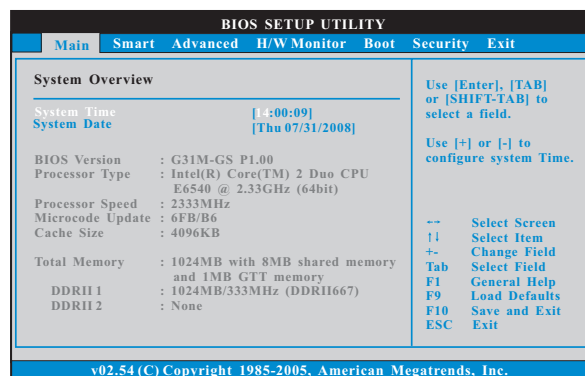 BIOS SETUP UTILITY
Main Smart Advanced H/W Monitor Boot Security Exit
System Overview
System Time [14:00:09]
System Date [Thu 07/31/2008]
BIOS Version : G31M-GS P1.00
Processor Type : Intel(R) Core(TM) 2 Duo CPU
E6540 @ 2.33GHz (64bit)
Processor Speed : 2333MHz
Microcode Update : 6FB/B6
Cache Size : 4096KB
Total Memory : 1024MB with 8MB shared memory
and 1MB GTT memory
DDRII 1 : 1024MB/333MHz (DDRII667)
DDRII 2 : None
Use [Enter], [TAB]
or [SHIFT-TAB] to
select a field.
Use [+] or [-] to
configure system Time.
←→ Select Screen
↑↓ Select Item
+- Change Field
Tab Select Field
F1 General Help
F9 Load Defaults
F10 Save and Exit
ESC Exit
v02.54 (C) Copyright 1985-2005, American Megatrends, Inc.